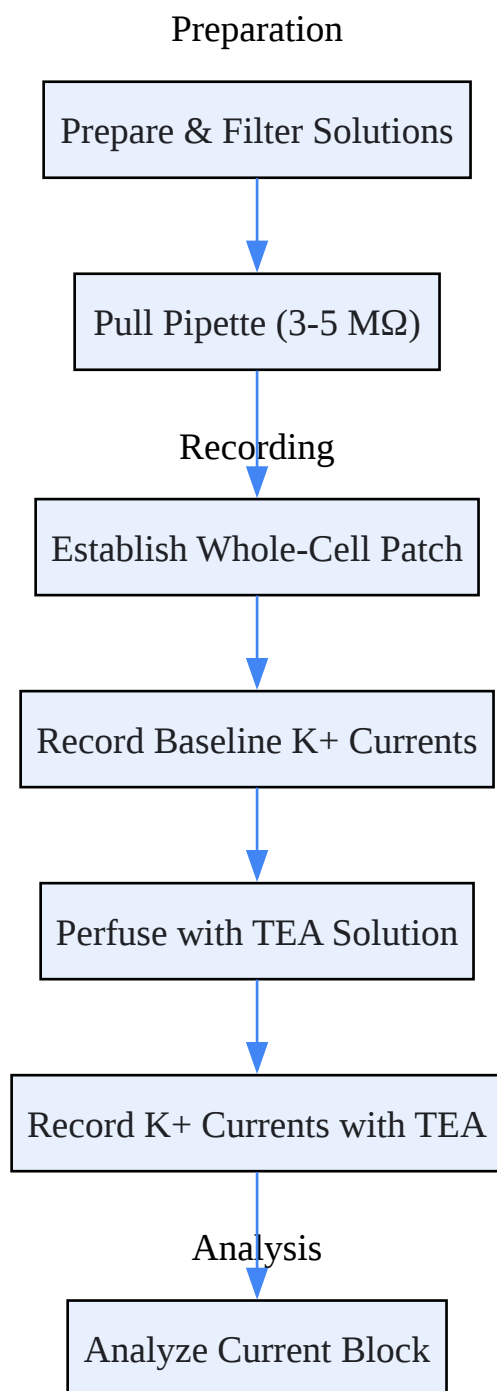 Preparation
Prepare & Filter Solutions
Pull Pipette (3-5 MΩ)
Recording
Establish Whole-Cell Patch
Record Baseline K+ Currents
Perfuse with TEA Solution
Record K+ Currents with TEA
Analysis
Analyze Current Block